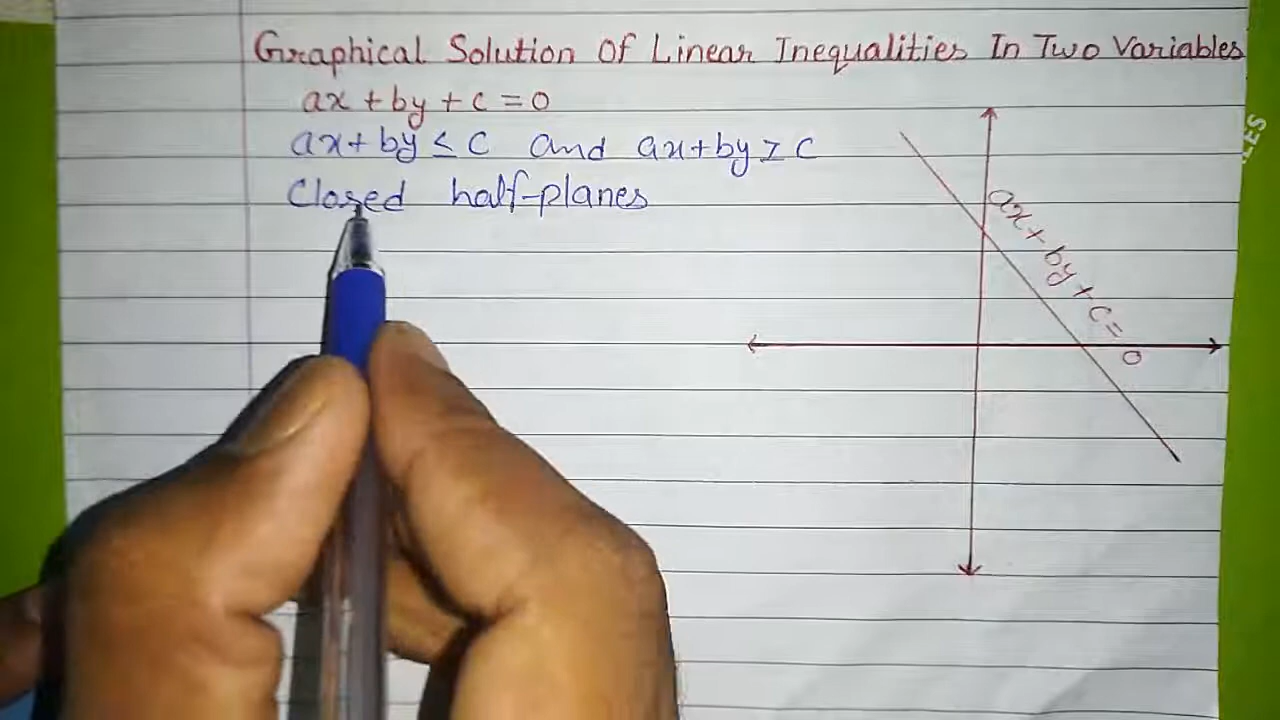 Graphical Solution Of Linear Inequalities In Two Variables
ax + by + c = 0
ax + by ≤ c and ax + by ≥ c
Closed half-planes
ax + by + c = 0